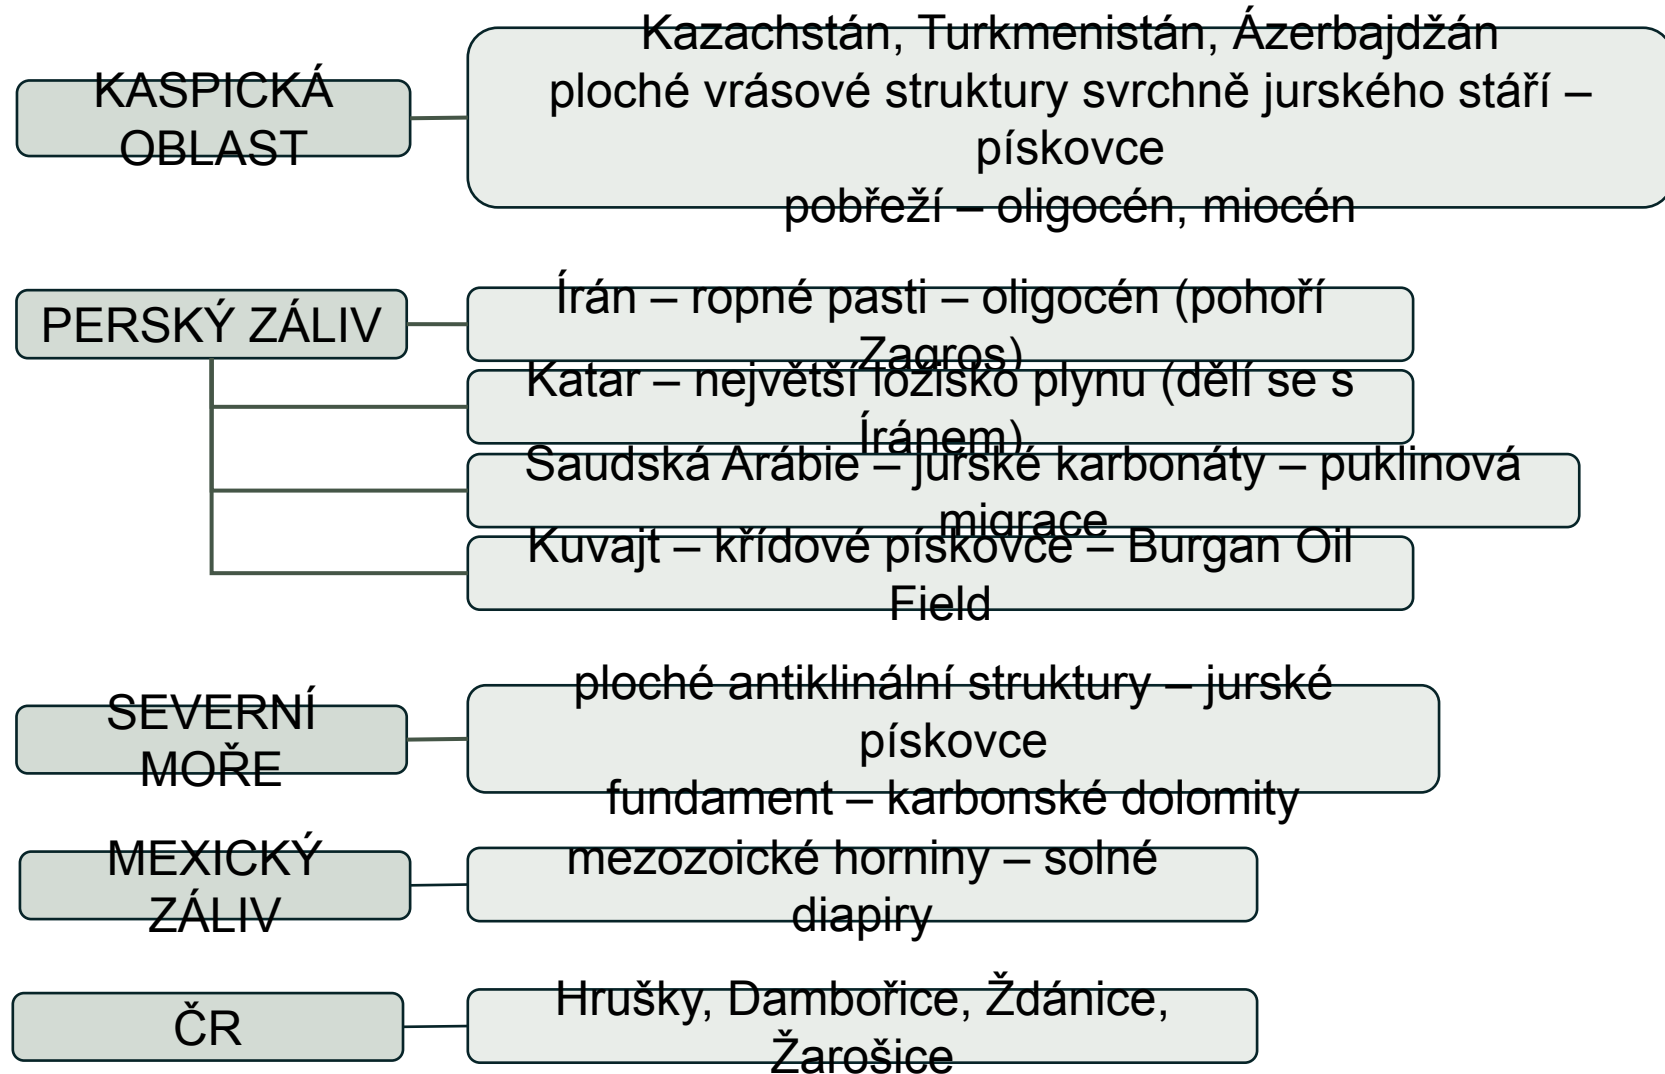 KASPICKÁ
OBLAST
Kazachstán, Turkmenistán, Ázerbajdžán
ploché vrásové struktury svrchně jurského stáří –
pískovce
pobřeží – oligocén, miocén
PERSKÝ ZÁLIV
Írán – ropné pasti – oligocén (pohoří
Zagros)
Katar – největší ložisko plynu (dělí se s
Íránem)
Saudská Arábie – jurské karbonáty – puklinová
migrace
Kuvajt – křídové pískovce – Burgan Oil
Field
SEVERNÍ
MOŘE
ploché antiklinální struktury – jurské
pískovce
fundament – karbonské dolomity
MEXICKÝ
ZÁLIV
mezozoické horniny – solné
diapiry
ČR
Hrušky, Dambořice, Ždánice,
Žarošice